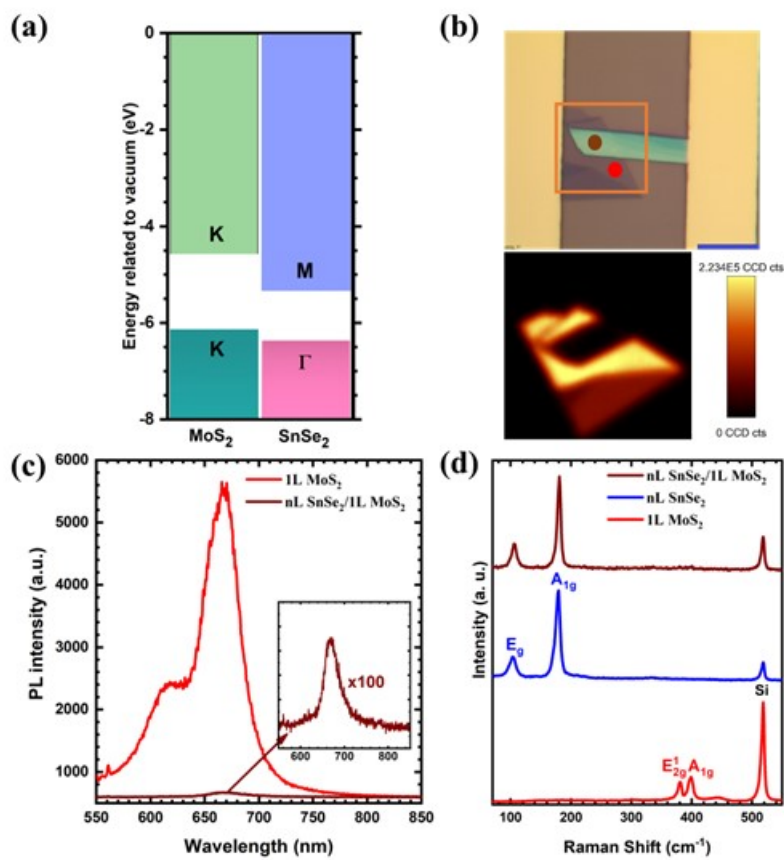 (a)
0
-2
-4
-6
-8
Energy related to vacuum (eV)
K
M
K
Γ
MoS₂
SnSe₂
(b)
2.234E5 CCD cts
0 CCD cts
(c)
6000
5000
4000
3000
2000
1000
PL intensity (a.u.)
1L MoS₂
nL SnSe₂/1L MoS₂
x100
600 700 800
550 600 650 700 750 800 850
Wavelength (nm)
(d)
nL SnSe₂/1L MoS₂
nL SnSe₂
1L MoS₂
Intensity (a. u.)
A₁g
Eg
Si
E¹₂g A₁g
100 200 300 400 500
Raman Shift (cm⁻¹)